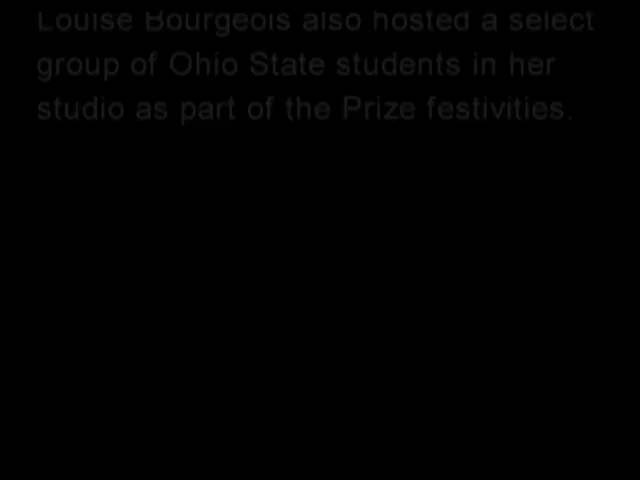 Louise Bourgeois also hosted a select
group of Ohio State students in her
studio as part of the Prize festivities.